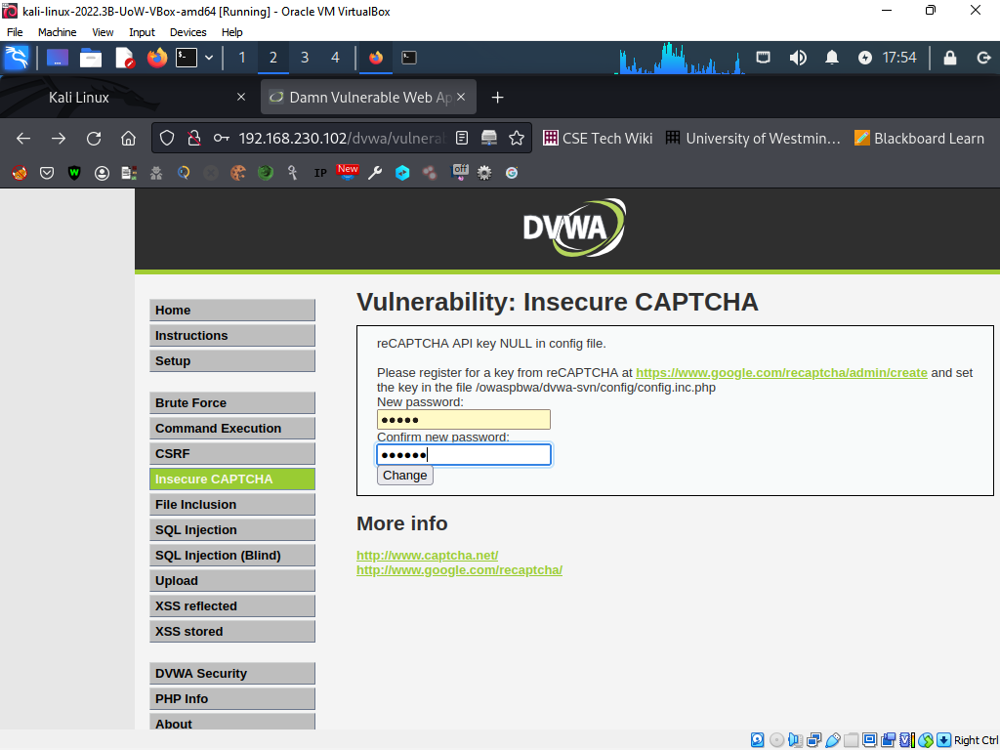 kali-linux-2022.3B-UoW-VBox-amd64 [Running] - Oracle VM VirtualBox
File Machine View Input Devices Help
1 2 3 4 17:54
Kali Linux Damn Vulnerable Web Ap
192.168.230.102/dvwa/vulnera CSE Tech Wiki University of Westmin… Blackboard Learn
W IP New off G
DVWA
Home
Instructions
Setup
Brute Force
Command Execution
CSRF
Insecure CAPTCHA
File Inclusion
SQL Injection
SQL Injection (Blind)
Upload
XSS reflected
XSS stored
DVWA Security
PHP Info
About
Vulnerability: Insecure CAPTCHA
reCAPTCHA API key NULL in config file.
Please register for a key from reCAPTCHA at https://www.google.com/recaptcha/admin/create and set
the key in the file /owaspbwa/dvwa-svn/config/config.inc.php
New password:
●●●●●
Confirm new password:
●●●●●●
Change
More info
http://www.captcha.net/
http://www.google.com/recaptcha/
Right Ctrl